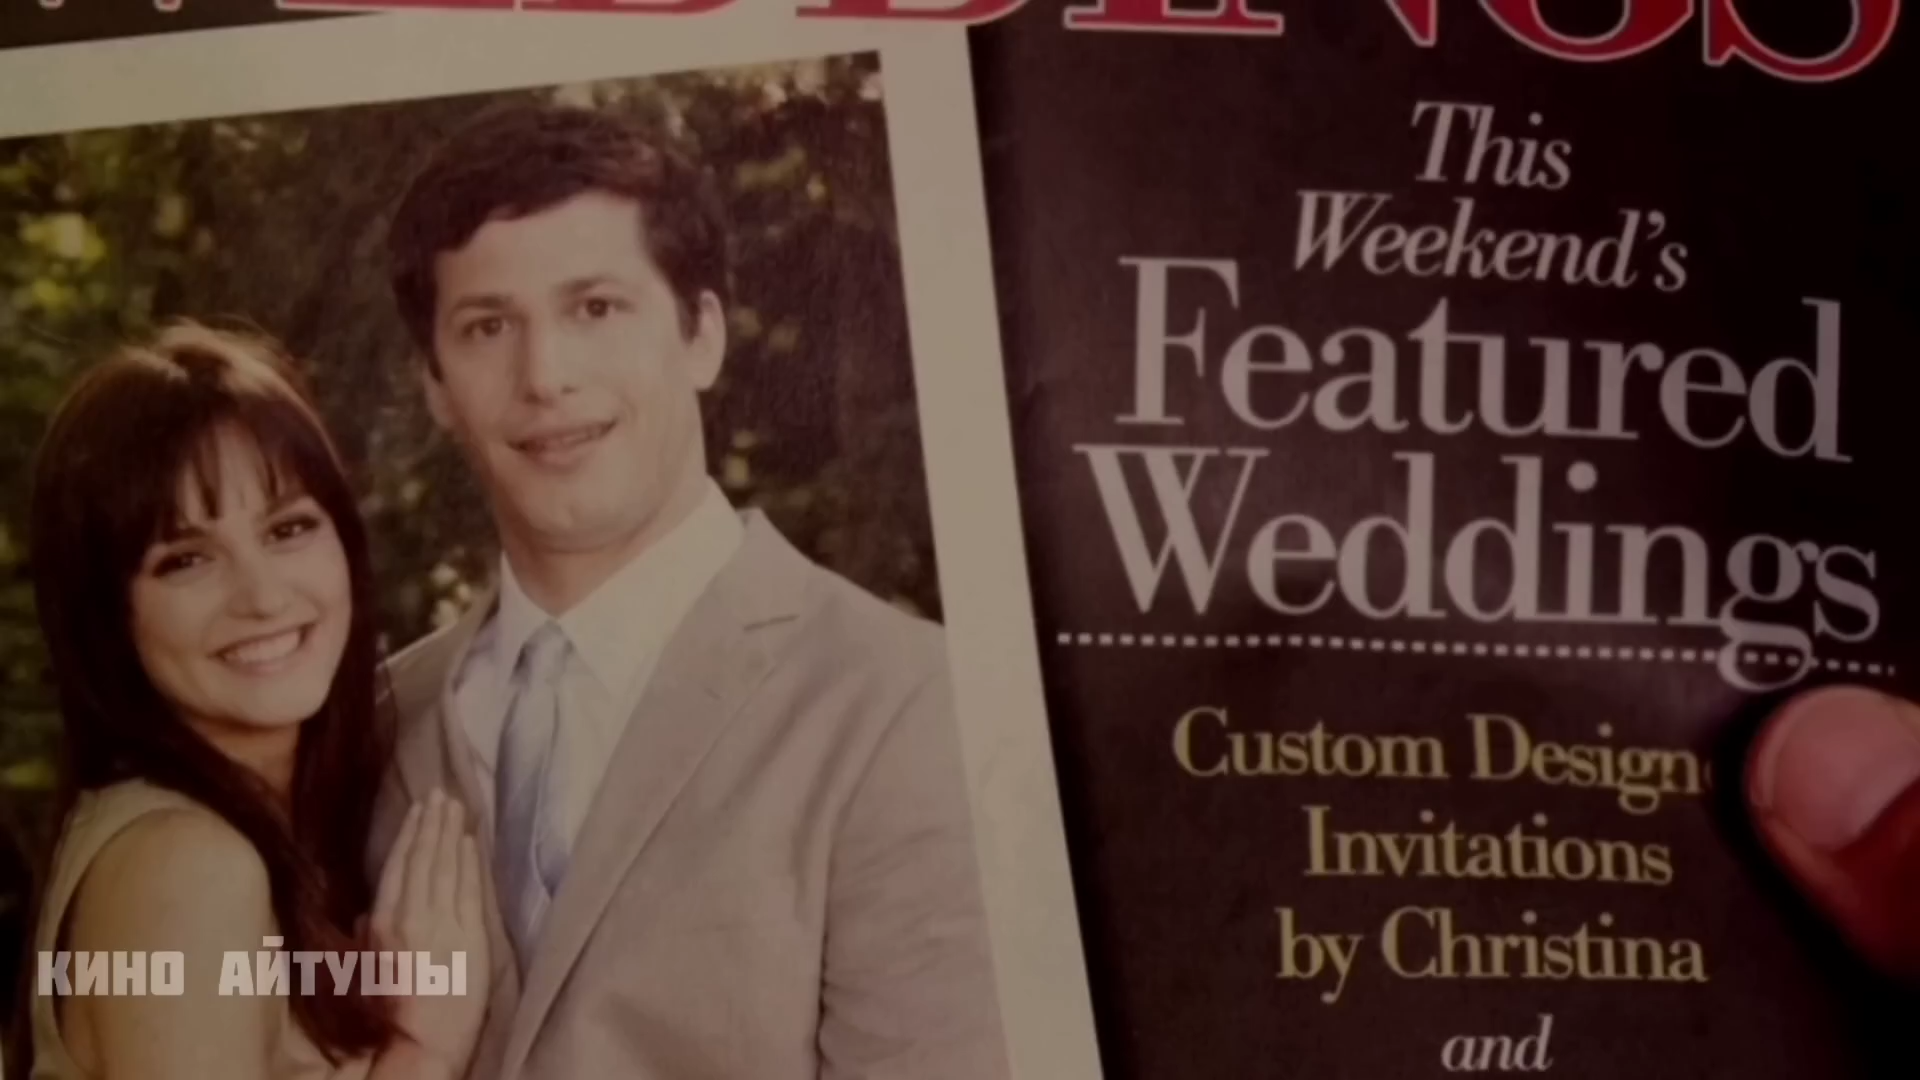 This
Weekend's
Featured
Weddings
Custom Design
Invitations
by Christina
and
КИНО АЙТУШЫ